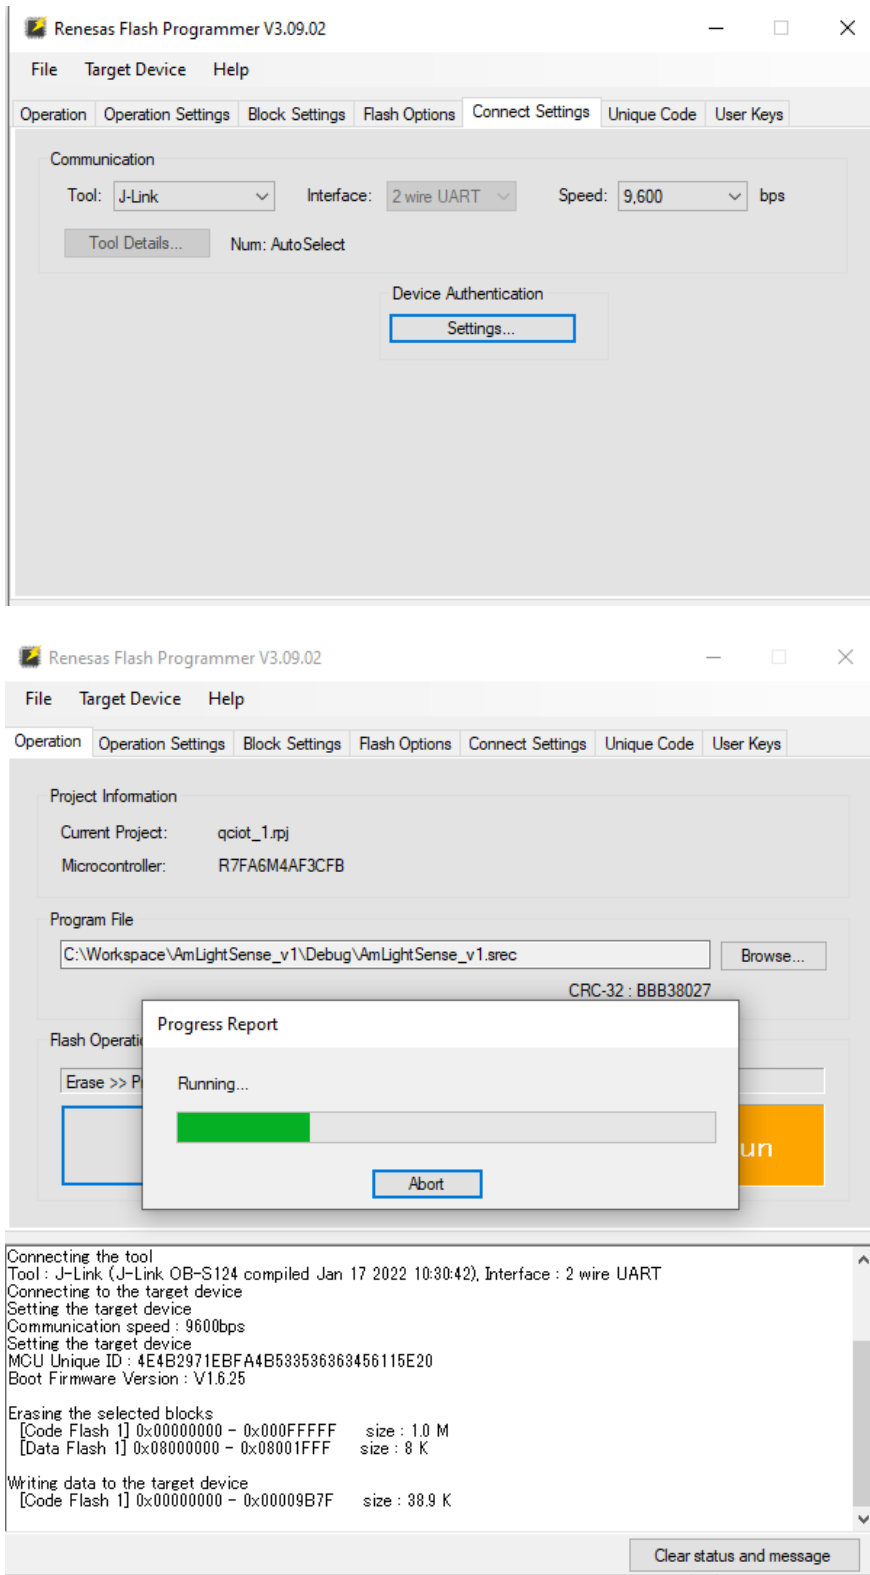 Renesas Flash Programmer V3.09.02
File Target Device Help
Operation Operation Settings Block Settings Flash Options Connect Settings Unique Code User Keys
Communication
Tool: J-Link Interface: 2 wire UART Speed: 9,600 bps
Tool Details... Num: AutoSelect
Device Authentication
Settings...
Renesas Flash Programmer V3.09.02
File Target Device Help
Operation Operation Settings Block Settings Flash Options Connect Settings Unique Code User Keys
Project Information
Current Project: qciot_1.rpj
Microcontroller: R7FA6M4AF3CFB
Program File
C:\Workspace\AmLightSense_v1\Debug\AmLightSense_v1.srec Browse...
CRC-32 : BBB38027
Progress Report
Flash Operati
Erase >> P Running...
un
Abort
Connecting the tool
Tool : J-Link (J-Link OB-S124 compiled Jan 17 2022 10:30:42), Interface : 2 wire UART
Connecting to the target device
Setting the target device
Communication speed : 9600bps
Setting the target device
MCU Unique ID : 4E4B2971EBFA4B533536363456115E20
Boot Firmware Version : V1.6.25
Erasing the selected blocks
[Code Flash 1] 0x00000000 - 0x000FFFFF size : 1.0 M
[Data Flash 1] 0x08000000 - 0x08001FFF size : 8 K
Writing data to the target device
[Code Flash 1] 0x00000000 - 0x00009B7F size : 38.9 K
Clear status and message